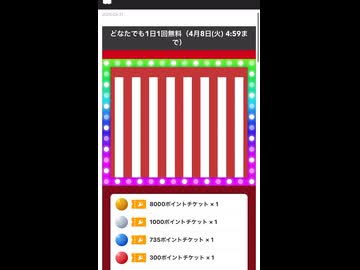 どなたでも1日1回無料（4月8日(火) 4:59ま
で）
8000ポイントチケット × 1
1000ポイントチケット × 1
735ポイントチケット × 1
300ポイントチケット × 1